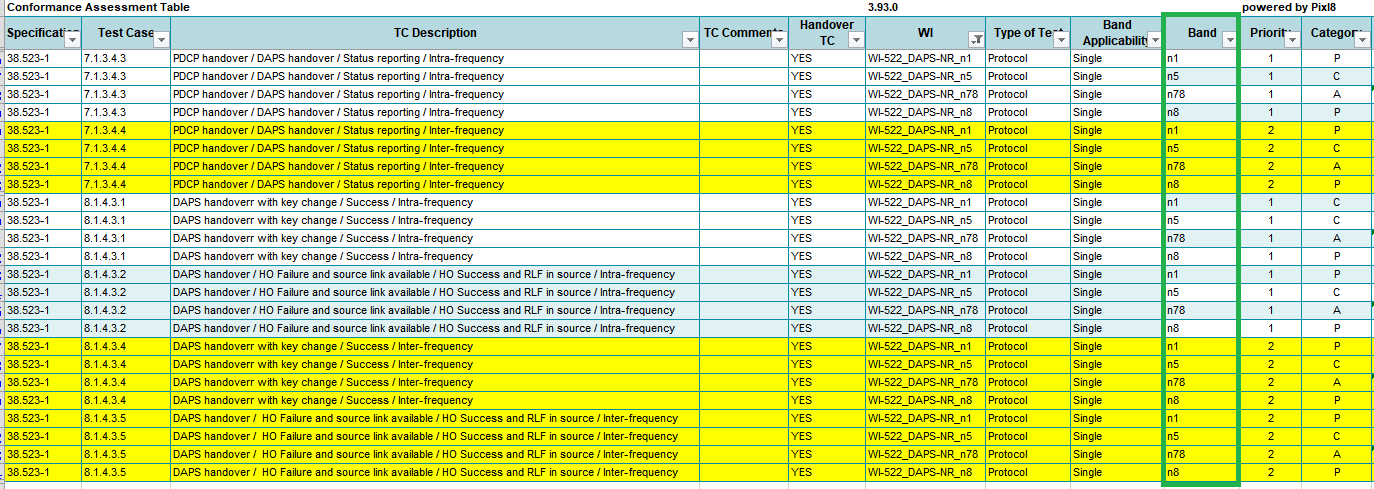 Conformance Assessment Table 3.93.0 powered by Pixl8
Specification Test Case TC Description TC Comments Handover TC WI Type of Test Band Applicability Band Priority Category
38.523-1 7.1.3.4.3 PDCP handover / DAPS handover / Status reporting / Intra-frequency YES WI-522_DAPS-NR_n1 Protocol Single n1 1 P
38.523-1 7.1.3.4.3 PDCP handover / DAPS handover / Status reporting / Intra-frequency YES WI-522_DAPS-NR_n5 Protocol Single n5 1 C
38.523-1 7.1.3.4.3 PDCP handover / DAPS handover / Status reporting / Intra-frequency YES WI-522_DAPS-NR_n78 Protocol Single n78 1 A
38.523-1 7.1.3.4.3 PDCP handover / DAPS handover / Status reporting / Intra-frequency YES WI-522_DAPS-NR_n8 Protocol Single n8 1 P
38.523-1 7.1.3.4.4 PDCP handover / DAPS handover / Status reporting / Inter-frequency YES WI-522_DAPS-NR_n1 Protocol Single n1 2 P
38.523-1 7.1.3.4.4 PDCP handover / DAPS handover / Status reporting / Inter-frequency YES WI-522_DAPS-NR_n5 Protocol Single n5 2 C
38.523-1 7.1.3.4.4 PDCP handover / DAPS handover / Status reporting / Inter-frequency YES WI-522_DAPS-NR_n78 Protocol Single n78 2 A
38.523-1 7.1.3.4.4 PDCP handover / DAPS handover / Status reporting / Inter-frequency YES WI-522_DAPS-NR_n8 Protocol Single n8 2 P
38.523-1 8.1.4.3.1 DAPS handoverr with key change / Success / Intra-frequency YES WI-522_DAPS-NR_n1 Protocol Single n1 1 C
38.523-1 8.1.4.3.1 DAPS handoverr with key change / Success / Intra-frequency YES WI-522_DAPS-NR_n5 Protocol Single n5 1 C
38.523-1 8.1.4.3.1 DAPS handoverr with key change / Success / Intra-frequency YES WI-522_DAPS-NR_n78 Protocol Single n78 1 A
38.523-1 8.1.4.3.1 DAPS handoverr with key change / Success / Intra-frequency YES WI-522_DAPS-NR_n8 Protocol Single n8 1 P
38.523-1 8.1.4.3.2 DAPS handover / HO Failure and source link available / HO Success and RLF in source / Intra-frequency YES WI-522_DAPS-NR_n1 Protocol Single n1 1 P
38.523-1 8.1.4.3.2 DAPS handover / HO Failure and source link available / HO Success and RLF in source / Intra-frequency YES WI-522_DAPS-NR_n5 Protocol Single n5 1 C
38.523-1 8.1.4.3.2 DAPS handover / HO Failure and source link available / HO Success and RLF in source / Intra-frequency YES WI-522_DAPS-NR_n78 Protocol Single n78 1 A
38.523-1 8.1.4.3.2 DAPS handover / HO Failure and source link available / HO Success and RLF in source / Intra-frequency YES WI-522_DAPS-NR_n8 Protocol Single n8 1 P
38.523-1 8.1.4.3.4 DAPS handoverr with key change / Success / Inter-frequency YES WI-522_DAPS-NR_n1 Protocol Single n1 2 P
38.523-1 8.1.4.3.4 DAPS handoverr with key change / Success / Inter-frequency YES WI-522_DAPS-NR_n5 Protocol Single n5 2 C
38.523-1 8.1.4.3.4 DAPS handoverr with key change / Success / Inter-frequency YES WI-522_DAPS-NR_n78 Protocol Single n78 2 A
38.523-1 8.1.4.3.4 DAPS handoverr with key change / Success / Inter-frequency YES WI-522_DAPS-NR_n8 Protocol Single n8 2 P
38.523-1 8.1.4.3.5 DAPS handover / HO Failure and source link available / HO Success and RLF in source / Inter-frequency YES WI-522_DAPS-NR_n1 Protocol Single n1 2 P
38.523-1 8.1.4.3.5 DAPS handover / HO Failure and source link available / HO Success and RLF in source / Inter-frequency YES WI-522_DAPS-NR_n5 Protocol Single n5 2 C
38.523-1 8.1.4.3.5 DAPS handover / HO Failure and source link available / HO Success and RLF in source / Inter-frequency YES WI-522_DAPS-NR_n78 Protocol Single n78 2 A
38.523-1 8.1.4.3.5 DAPS handover / HO Failure and source link available / HO Success and RLF in source / Inter-frequency YES WI-522_DAPS-NR_n8 Protocol Single n8 2 P